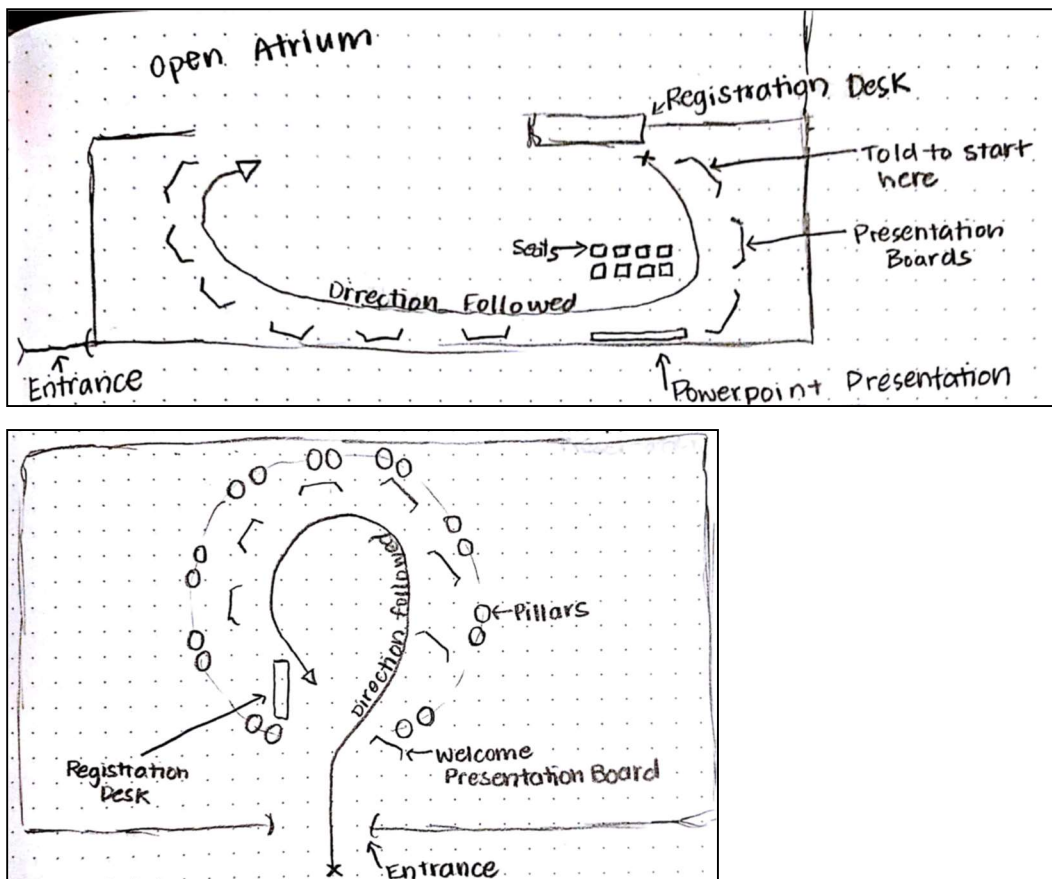 Open Atrium
Registration Desk
Told to start
here
Seats
Presentation
Boards
Direction Followed
Entrance
Powerpoint Presentation
Direction followed
Pillars
Welcome
Presentation Board
Registration
Desk
Entrance